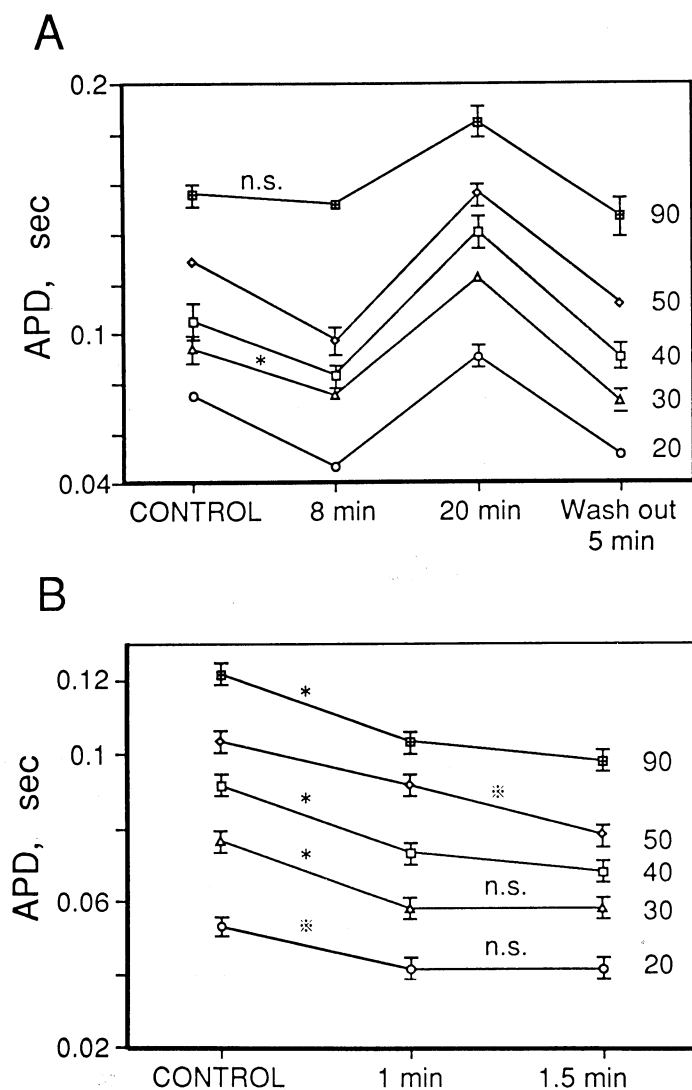 A
0.2
n.s.
90
APD, sec
50
0.1
40
*
30
20
0.04
CONTROL 8 min 20 min Wash out
5 min
B
0.12
*
0.1
90
※
*
50
APD, sec
*
40
n.s.
0.06
30
※
n.s.
20
0.02
CONTROL 1 min 1.5 min